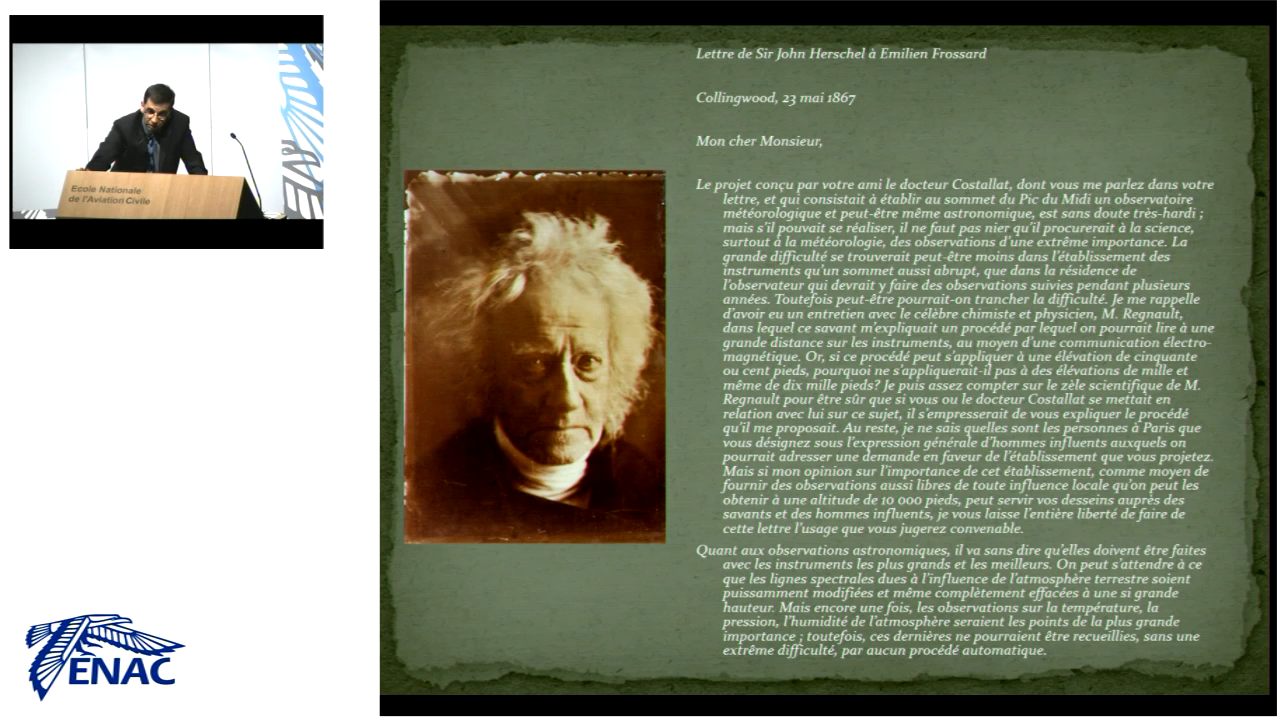 Ecole Nationale
de l'Aviation Civile
ENAC
Lettre de Sir John Herschel à Emilien Frossard
Collingwood, 23 mai 1867
Mon cher Monsieur,
Le projet conçu par votre ami le docteur Costallat, dont vous me parlez dans votre
lettre, et qui consistait à établir au sommet du Pic du Midi un observatoire
météorologique et peut-être même astronomique, est sans doute très-hardi ;
mais s'il pouvait se réaliser, il ne faut pas nier qu'il procurerait à la science,
surtout à la météorologie, des observations d'une extrême importance. La
grande difficulté se trouverait peut-être moins dans l'établissement des
instruments qu'un sommet aussi abrupt, que dans la résidence de
l'observateur qui devrait y faire des observations suivies pendant plusieurs
années. Toutefois peut-être pourrait-on trancher la difficulté. Je me rappelle
d'avoir eu un entretien avec le célèbre chimiste et physicien, M. Regnault,
dans lequel ce savant m'expliquait un procédé par lequel on pourrait lire à une
grande distance sur les instruments, au moyen d'une communication électro-
magnétique. Or, si ce procédé peut s'appliquer à une élévation de cinquante
ou cent pieds, pourquoi ne s'appliquerait-il pas à des élévations de mille et
même de dix mille pieds? Je puis assez compter sur le zèle scientifique de M.
Regnault pour être sûr que si vous ou le docteur Costallat se mettait en
relation avec lui sur ce sujet, il s'empresserait de vous expliquer le procédé
qu'il me proposait. Au reste, je ne sais quelles sont les personnes à Paris que
vous désignez sous l'expression générale d'hommes influents auxquels on
pourrait adresser une demande en faveur de l'établissement que vous projetez.
Mais si mon opinion sur l'importance de cet établissement, comme moyen de
fournir des observations aussi libres de toute influence locale qu'on peut les
obtenir à une altitude de 10 000 pieds, peut servir vos desseins auprès des
savants et des hommes influents, je vous laisse l'entière liberté de faire de
cette lettre l'usage que vous jugerez convenable.
Quant aux observations astronomiques, il va sans dire qu'elles doivent être faites
avec les instruments les plus grands et les meilleurs. On peut s'attendre à ce
que les lignes spectrales dues à l'influence de l'atmosphère terrestre soient
puissamment modifiées et même complètement effacées à une si grande
hauteur. Mais encore une fois, les observations sur la température, la
pression, l'humidité de l'atmosphère seraient les points de la plus grande
importance ; toutefois, ces dernières ne pourraient être recueillies, sans une
extrême difficulté, par aucun procédé automatique.